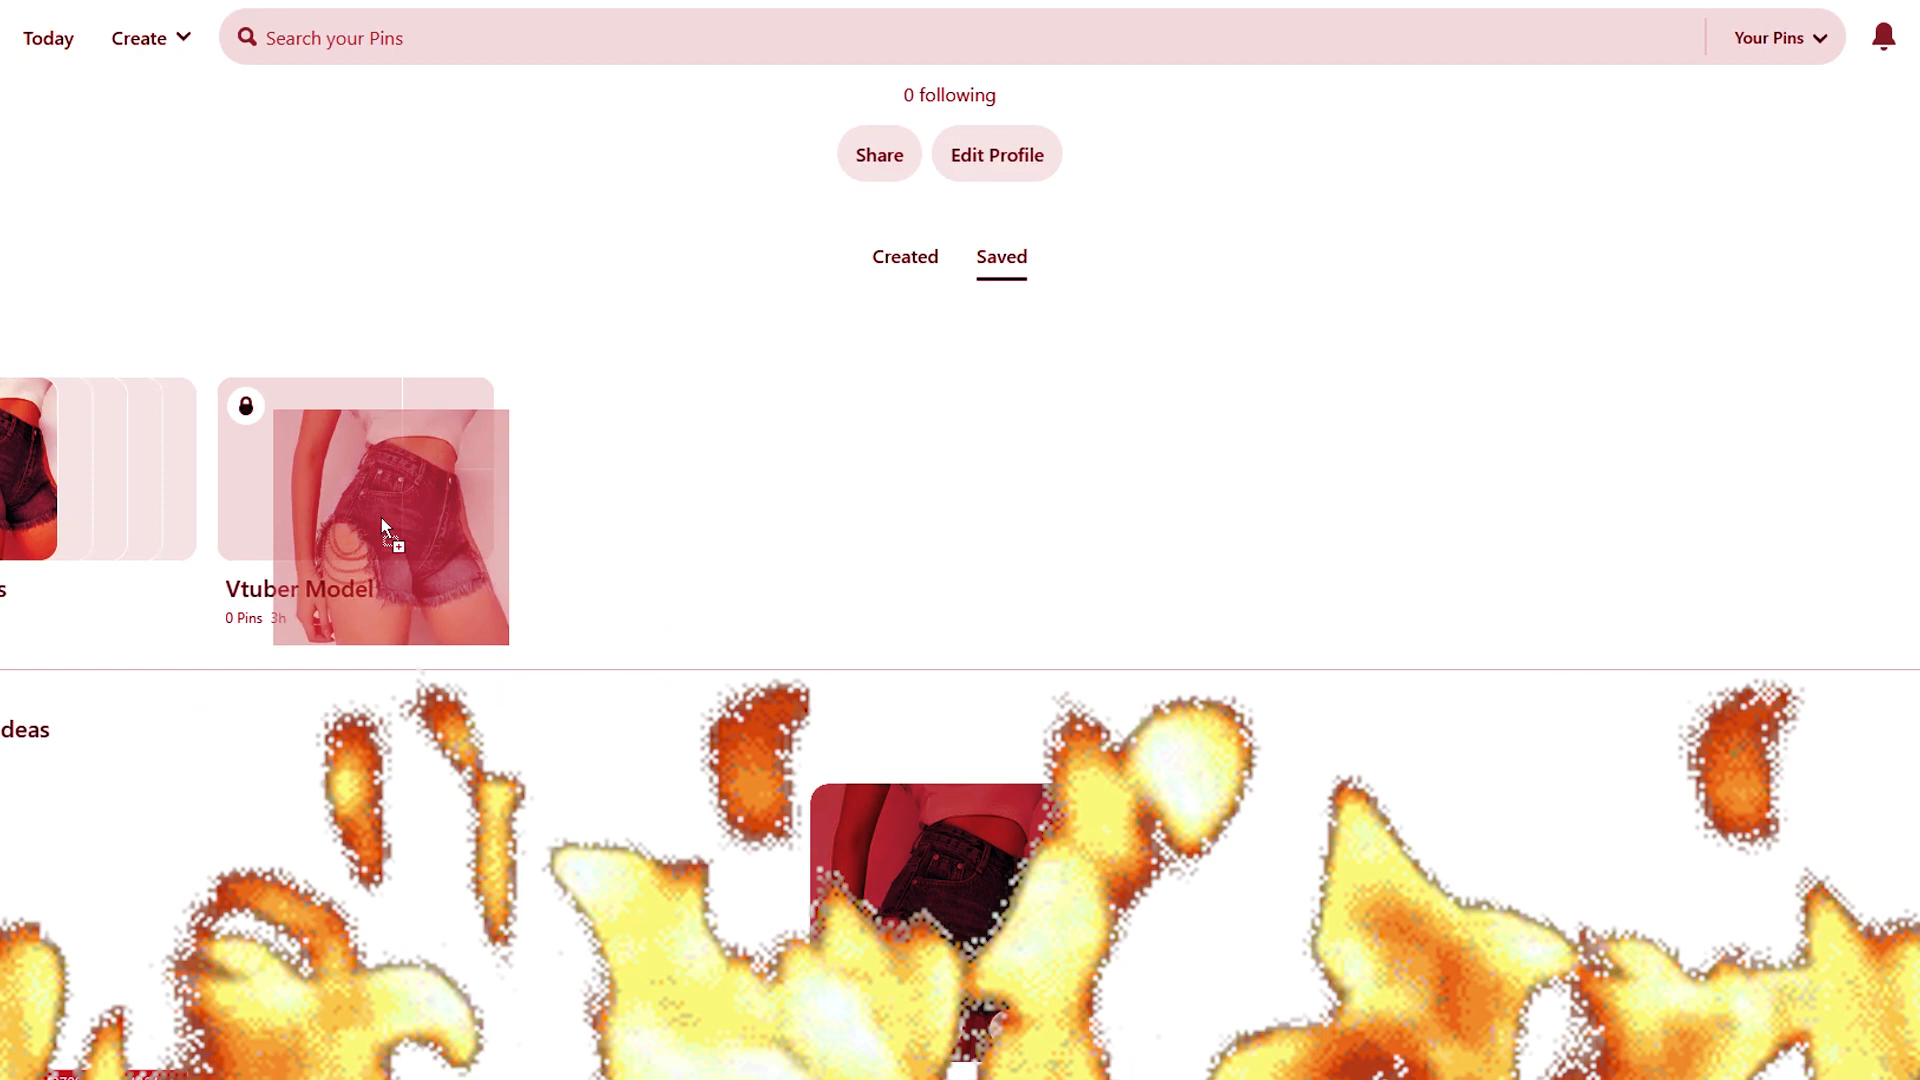 Today
Create
Search your Pins
Your Pins
0 following
Share
Edit Profile
Created
Saved
s
Vtuber Model
0 Pins 3h
deas